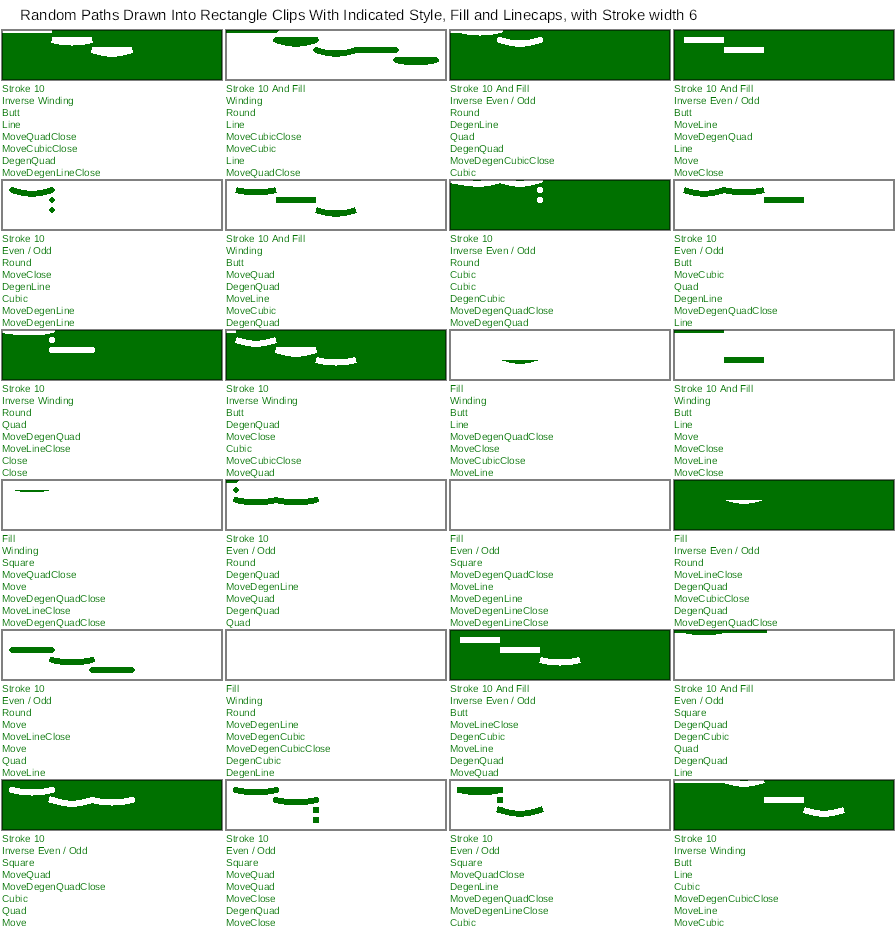 Random Paths Drawn Into Rectangle Clips With Indicated Style, Fill and Linecaps, with Stroke width 6
Stroke 10
Inverse Winding
Butt
Line
MoveQuadClose
MoveCubicClose
DegenQuad
MoveDegenLineClose
Stroke 10 And Fill
Winding
Round
Line
MoveCubicClose
MoveCubic
Line
MoveQuadClose
Stroke 10 And Fill
Inverse Even / Odd
Round
DegenLine
Quad
DegenQuad
MoveDegenCubicClose
Cubic
Stroke 10 And Fill
Inverse Even / Odd
Butt
MoveLine
MoveDegenQuad
Line
Move
MoveClose
Stroke 10
Even / Odd
Round
MoveClose
DegenLine
Cubic
MoveDegenLine
MoveDegenLine
Stroke 10 And Fill
Winding
Butt
MoveQuad
DegenQuad
MoveLine
MoveCubic
DegenQuad
Stroke 10
Inverse Even / Odd
Round
Cubic
Cubic
DegenCubic
MoveDegenQuadClose
MoveDegenQuad
Stroke 10 And Fill
Even / Odd
Butt
MoveCubic
Quad
DegenLine
MoveDegenQuadClose
Line
Stroke 10
Inverse Winding
Round
Quad
MoveDegenQuad
MoveLineClose
Close
Close
Stroke 10
Inverse Winding
Butt
DegenQuad
MoveClose
Cubic
MoveCubicClose
MoveQuad
Fill
Winding
Butt
Line
MoveDegenQuadClose
MoveClose
MoveCubicClose
MoveLine
Stroke 10 And Fill
Winding
Butt
Line
Move
MoveClose
MoveLine
MoveClose
Fill
Winding
Square
MoveQuadClose
Move
MoveDegenQuadClose
MoveLineClose
MoveDegenQuadClose
Stroke 10
Even / Odd
Round
DegenQuad
MoveDegenLine
MoveQuad
DegenQuad
Quad
Fill
Even / Odd
Square
MoveDegenQuadClose
MoveLine
MoveDegenLine
MoveDegenLineClose
MoveDegenLineClose
Fill
Inverse Even / Odd
Round
MoveLineClose
DegenQuad
MoveCubicClose
DegenQuad
MoveDegenQuadClose
Stroke 10
Even / Odd
Round
Move
MoveLineClose
Move
Quad
MoveLine
Fill
Winding
Round
MoveDegenLine
MoveDegenCubic
MoveDegenCubicClose
DegenCubic
DegenLine
Stroke 10 And Fill
Inverse Even / Odd
Butt
MoveLineClose
DegenCubic
MoveLine
DegenQuad
MoveQuad
Stroke 10 And Fill
Even / Odd
Square
DegenQuad
DegenCubic
Quad
DegenQuad
Line
Stroke 10
Inverse Even / Odd
Square
MoveQuad
MoveDegenQuadClose
Cubic
Quad
Move
Stroke 10
Even / Odd
Square
MoveQuad
MoveQuad
MoveClose
DegenQuad
MoveClose
Stroke 10
Even / Odd
Square
MoveQuadClose
DegenLine
MoveQuad
MoveDegenLineClose
Cubic
Stroke 10
Inverse Winding
Butt
Line
Cubic
MoveDegenCubicClose
MoveLine
MoveCubic